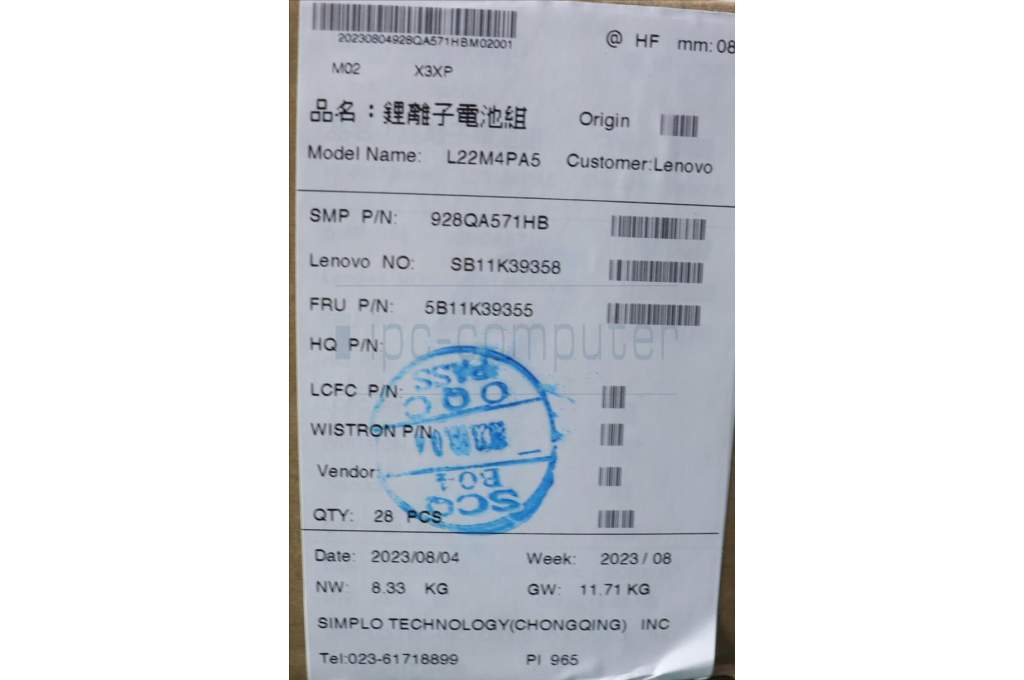 20230804928QA571HBM02001
@ HF mm: 08
M02 X3XP
品名：鋰離子電池組 Origin
Model Name: L22M4PA5 Customer:Lenovo
SMP P/N: 928QA571HB
Lenovo NO: SB11K39358
FRU P/N: 5B11K39355
ipc-computer
HQ P/N:
LCFC P/N:
PASS
OQC
WISTRON P/N
Vendor:
SCQ
QTY: 28 PCS
Date: 2023/08/04 Week: 2023 / 08
NW: 8.33 KG GW: 11.71 KG
SIMPLO TECHNOLOGY(CHONGQING) INC
Tel:023-61718899 PI 965